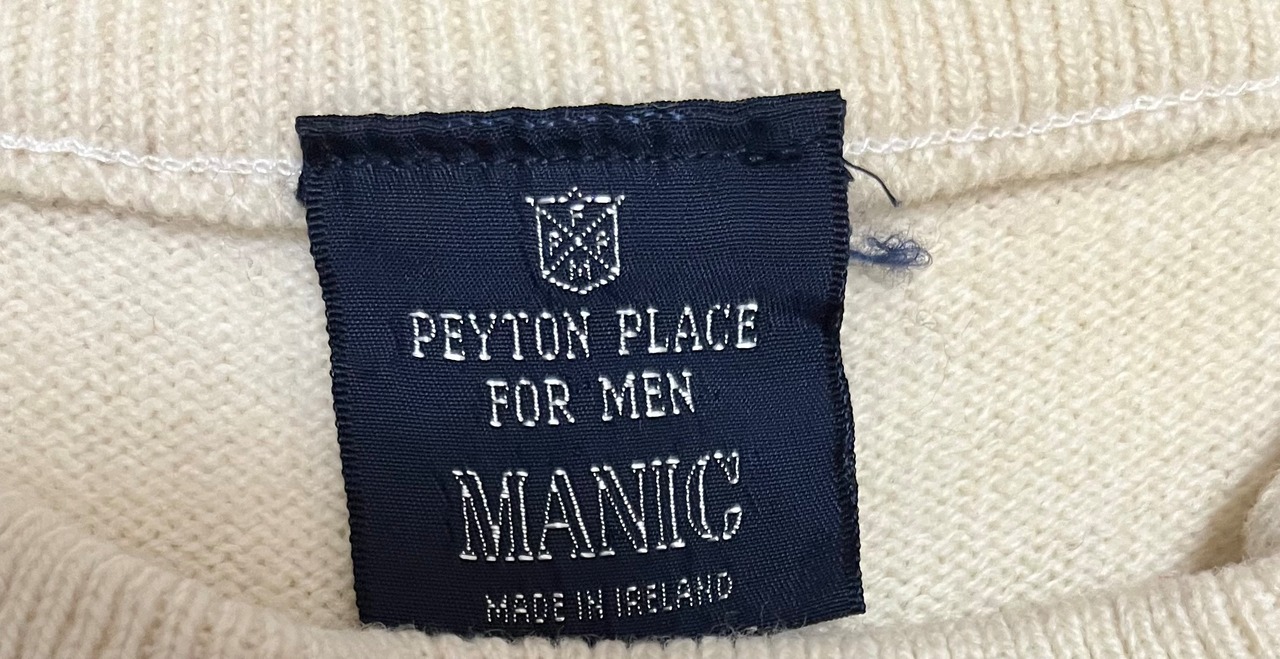 F
P P
M
PEYTON PLACE
FOR MEN
MANIC
MADE IN IRELAND